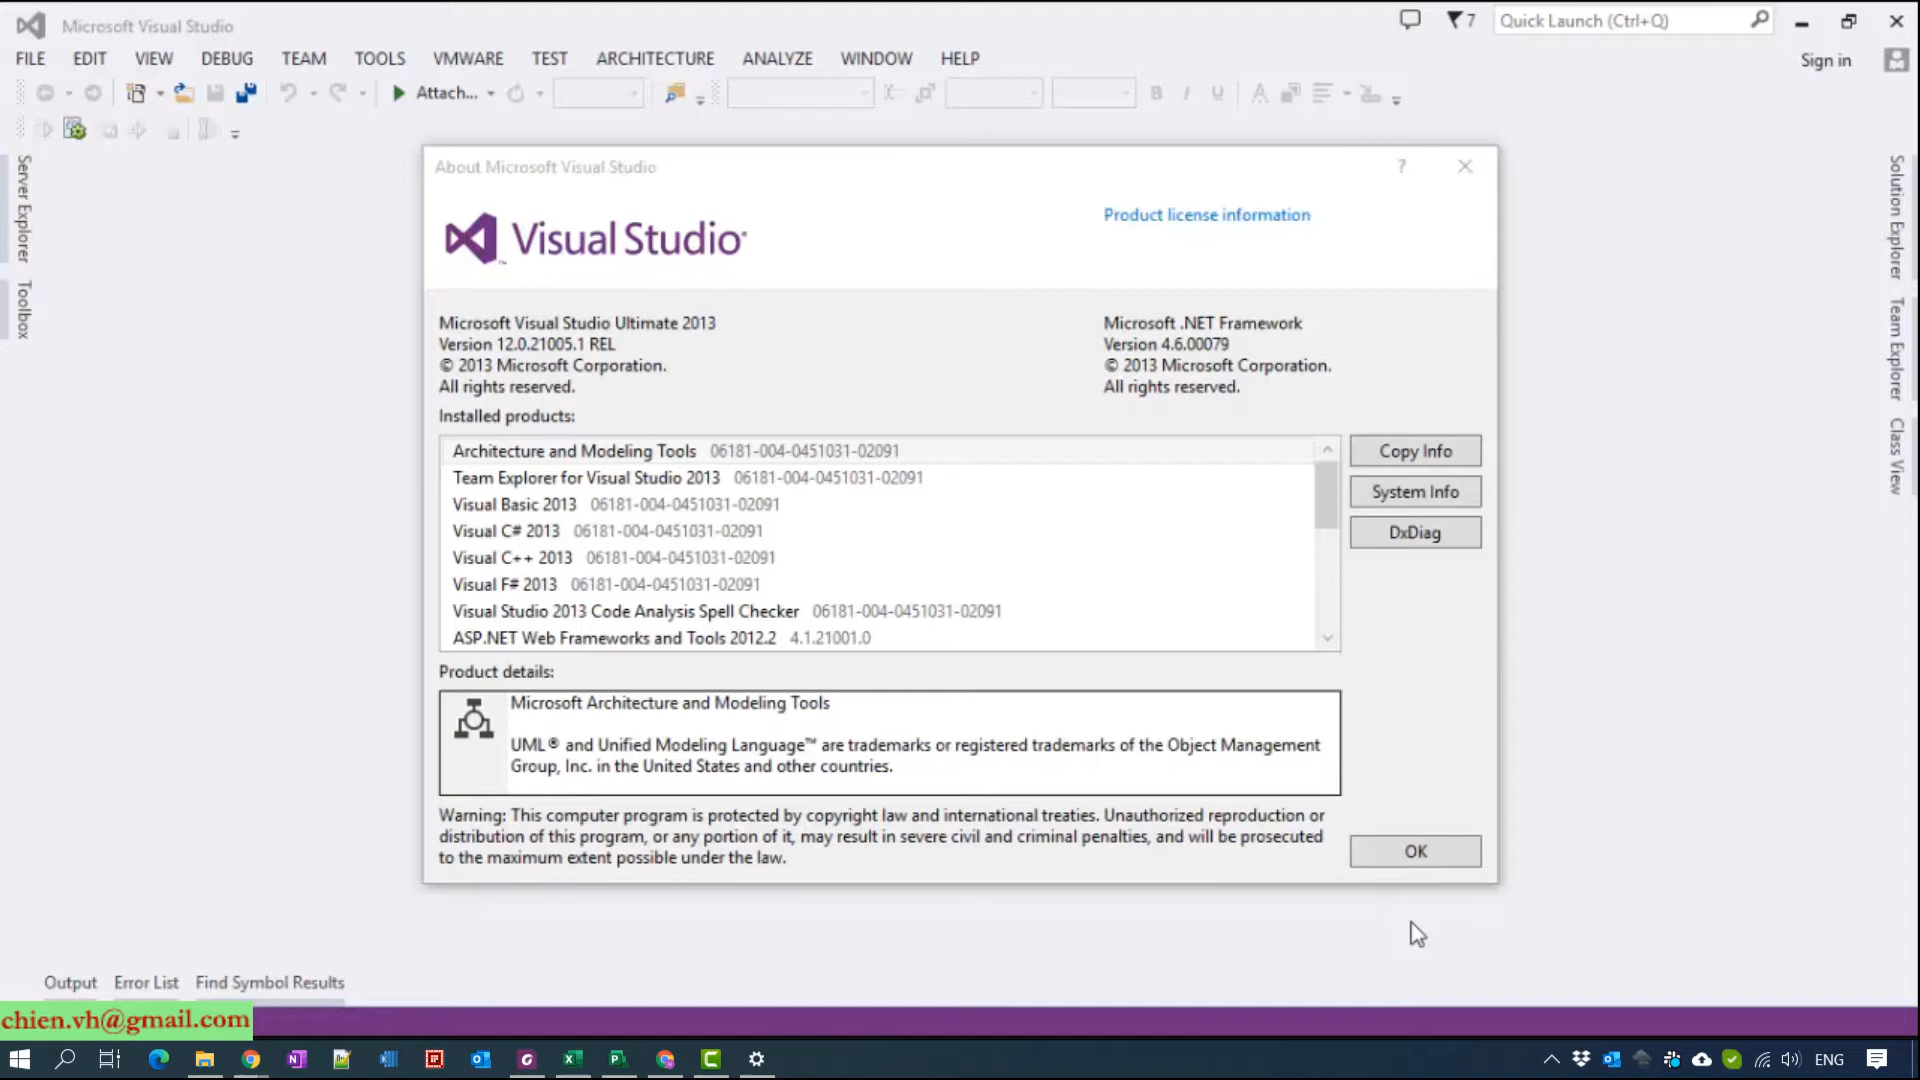 Microsoft Visual Studio
7
Quick Launch (Ctrl+Q)
FILE EDIT VIEW DEBUG TEAM TOOLS VMWARE TEST ARCHITECTURE ANALYZE WINDOW HELP
Sign in
Attach...
Server Explorer
Toolbox
Solution Explorer
Team Explorer
Class View
About Microsoft Visual Studio
?
Visual Studio
Product license information
Microsoft Visual Studio Ultimate 2013
Version 12.0.21005.1 REL
© 2013 Microsoft Corporation.
All rights reserved.
Microsoft .NET Framework
Version 4.6.00079
© 2013 Microsoft Corporation.
All rights reserved.
Installed products:
Architecture and Modeling Tools 06181-004-0451031-02091
Team Explorer for Visual Studio 2013 06181-004-0451031-02091
Visual Basic 2013 06181-004-0451031-02091
Visual C# 2013 06181-004-0451031-02091
Visual C++ 2013 06181-004-0451031-02091
Visual F# 2013 06181-004-0451031-02091
Visual Studio 2013 Code Analysis Spell Checker 06181-004-0451031-02091
ASP.NET Web Frameworks and Tools 2012.2 4.1.21001.0
Copy Info
System Info
DxDiag
Product details:
Microsoft Architecture and Modeling Tools
UML® and Unified Modeling Language™ are trademarks or registered trademarks of the Object Management
Group, Inc. in the United States and other countries.
Warning: This computer program is protected by copyright law and international treaties. Unauthorized reproduction or
distribution of this program, or any portion of it, may result in severe civil and criminal penalties, and will be prosecuted
to the maximum extent possible under the law.
OK
Output Error List Find Symbol Results
chien.vh@gmail.com
ENG